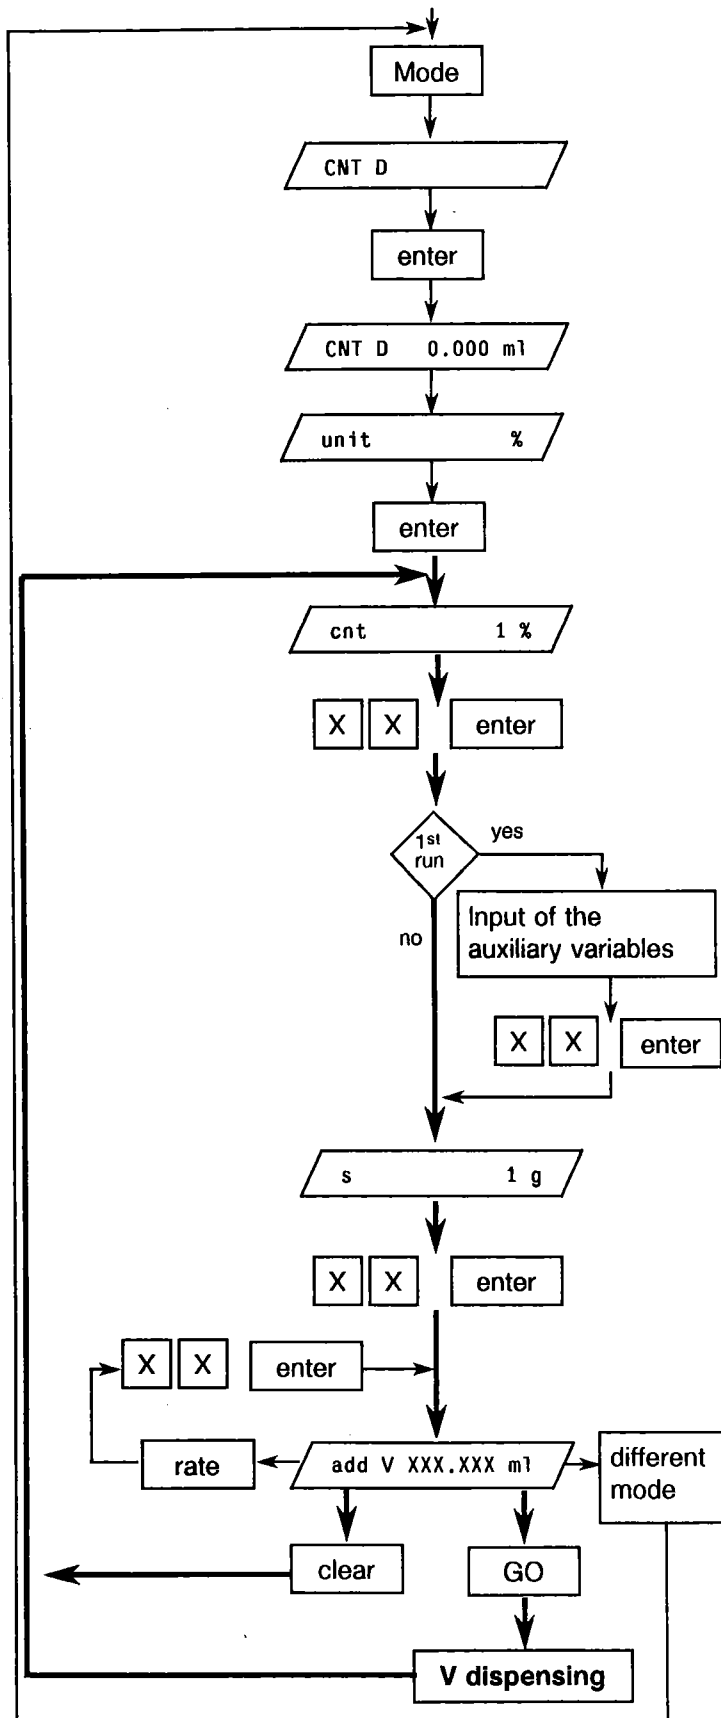 Mode
CNT D
enter
CNT D 0.000 ml
unit %
enter
cnt 1 %
X X enter
1st run
yes
no
Input of the
auxiliary variables
X X enter
s 1 g
X X enter
X X enter
rate
add V XXX.XXX ml
different
mode
clear
GO
V dispensing